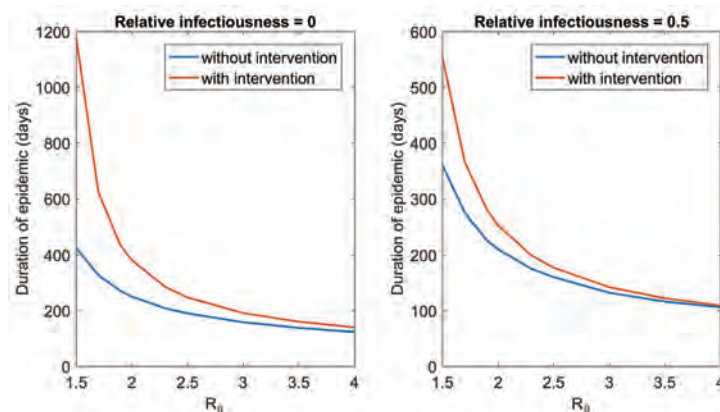 Relative infectiousness = 0
Duration of epidemic (days)
1200
1000
800
600
400
200
0
without intervention
with intervention
1.5 2 2.5 3 3.5 4
R₀
Relative infectiousness = 0.5
Duration of epidemic (days)
600
500
400
300
200
100
0
without intervention
with intervention
1.5 2 2.5 3 3.5 4
R₀